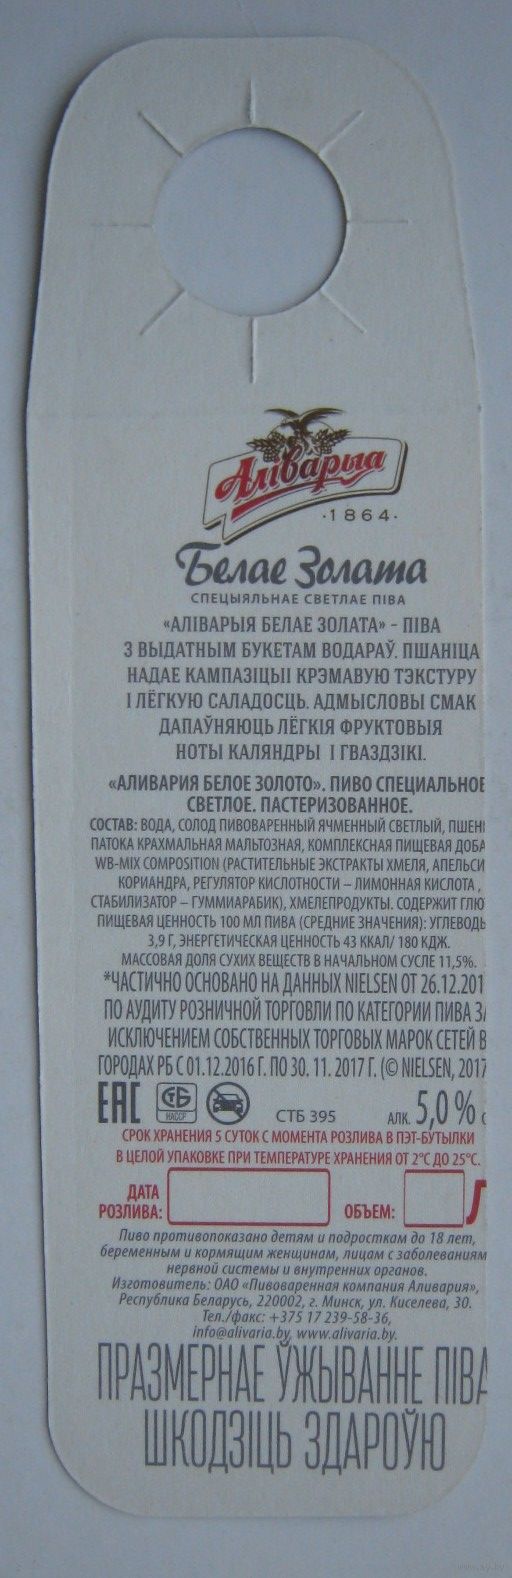 Аліварыя
·1864·
Белае Золата
СПЕЦЫЯЛЬНАЕ СВЕТЛАЕ ПІВА
«АЛІВАРЫЯ БЕЛАЕ ЗОЛАТА» - ПІВА
З ВЫДАТНЫМ БУКЕТАМ ВОДАРАЎ. ПШАНІЦА
НАДАЕ КАМПАЗІЦЫІ КРЭМАВУЮ ТЭКСТУРУ
І ЛЁГКУЮ САЛАДОСЦЬ. АДМЫСЛОВЫ СМАК
ДАПАЎНЯЮЦЬ ЛЁГКІЯ ФРУКТОВЫЯ
НОТЫ КАЛЯНДРЫ І ГВАЗДЗІКІ.
«АЛИВАРИЯ БЕЛОЕ ЗОЛОТО». ПИВО СПЕЦИАЛЬНОЕ
СВЕТЛОЕ. ПАСТЕРИЗОВАННОЕ.
СОСТАВ: ВОДА, СОЛОД ПИВОВАРЕННЫЙ ЯЧМЕННЫЙ СВЕТЛЫЙ, ПШЕН
ПАТОКА КРАХМАЛЬНАЯ МАЛЬТОЗНАЯ, КОМПЛЕКСНАЯ ПИЩЕВАЯ ДОБА
WB-MIX COMPOSITION (РАСТИТЕЛЬНЫЕ ЭКСТРАКТЫ ХМЕЛЯ, АПЕЛЬСИ
КОРИАНДРА, РЕГУЛЯТОР КИСЛОТНОСТИ – ЛИМОННАЯ КИСЛОТА ,
СТАБИЛИЗАТОР – ГУММИАРАБИК), ХМЕЛЕПРОДУКТЫ. СОДЕРЖИТ ГЛЮ
ПИЩЕВАЯ ЦЕННОСТЬ 100 МЛ ПИВА (СРЕДНИЕ ЗНАЧЕНИЯ): УГЛЕВОДЫ
3,9 Г, ЭНЕРГЕТИЧЕСКАЯ ЦЕННОСТЬ 43 ККАЛ/ 180 КДЖ.
МАССОВАЯ ДОЛЯ СУХИХ ВЕЩЕСТВ В НАЧАЛЬНОМ СУСЛЕ 11,5%.
*ЧАСТИЧНО ОСНОВАНО НА ДАННЫХ NIELSEN ОТ 26.12.201
ПО АУДИТУ РОЗНИЧНОЙ ТОРГОВЛИ ПО КАТЕГОРИИ ПИВА ЗА
ИСКЛЮЧЕНИЕМ СОБСТВЕННЫХ ТОРГОВЫХ МАРОК СЕТЕЙ В
ГОРОДАХ РБ С 01.12.2016 Г. ПО 30. 11. 2017 Г. (© NIELSEN, 2017
ЕАС СТБ 395 АЛК. 5,0 %
СРОК ХРАНЕНИЯ 5 СУТОК С МОМЕНТА РОЗЛИВА В ПЭТ-БУТЫЛКИ
В ЦЕЛОЙ УПАКОВКЕ ПРИ ТЕМПЕРАТУРЕ ХРАНЕНИЯ ОТ 2°С ДО 25°С.
ДАТА
РОЗЛИВА: ОБЪЕМ: Л
Пиво противопоказано детям и подросткам до 18 лет,
беременным и кормящим женщинам, лицам с заболеваниям
нервной системы и внутренних органов.
Изготовитель: ОАО «Пивоваренная компания Аливария»,
Республика Беларусь, 220002, г. Минск, ул. Киселева, 30.
Тел./факс: +375 17 239-58-36,
info@alivaria.by, www.alivaria.by.
ПРАЗМЕРНАЕ ЎЖЫВАННЕ ПІВА
ШКОДЗІЦЬ ЗДАРОЎЮ